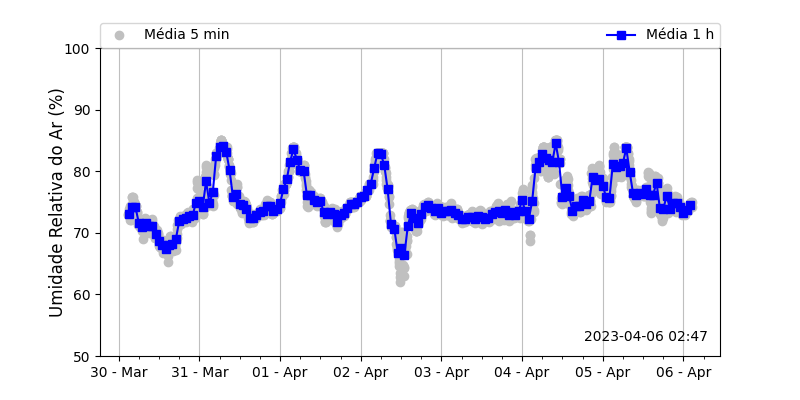 Média 5 min
Média 1 h
100
90
80
70
60
50
Umidade Relativa do Ar (%)
2023-04-06 02:47
30 - Mar
31 - Mar
01 - Apr
02 - Apr
03 - Apr
04 - Apr
05 - Apr
06 - Apr